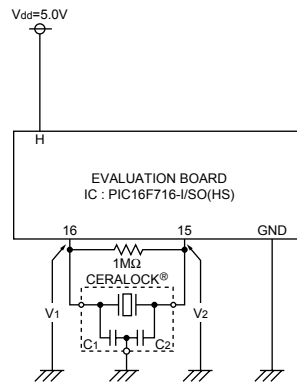 Vdd=5.0V
H
EVALUATION BOARD
IC : PIC16F716-I/SO(HS)
16
15
GND
1MΩ
CERALOCK®
V1
V2
C1
C2